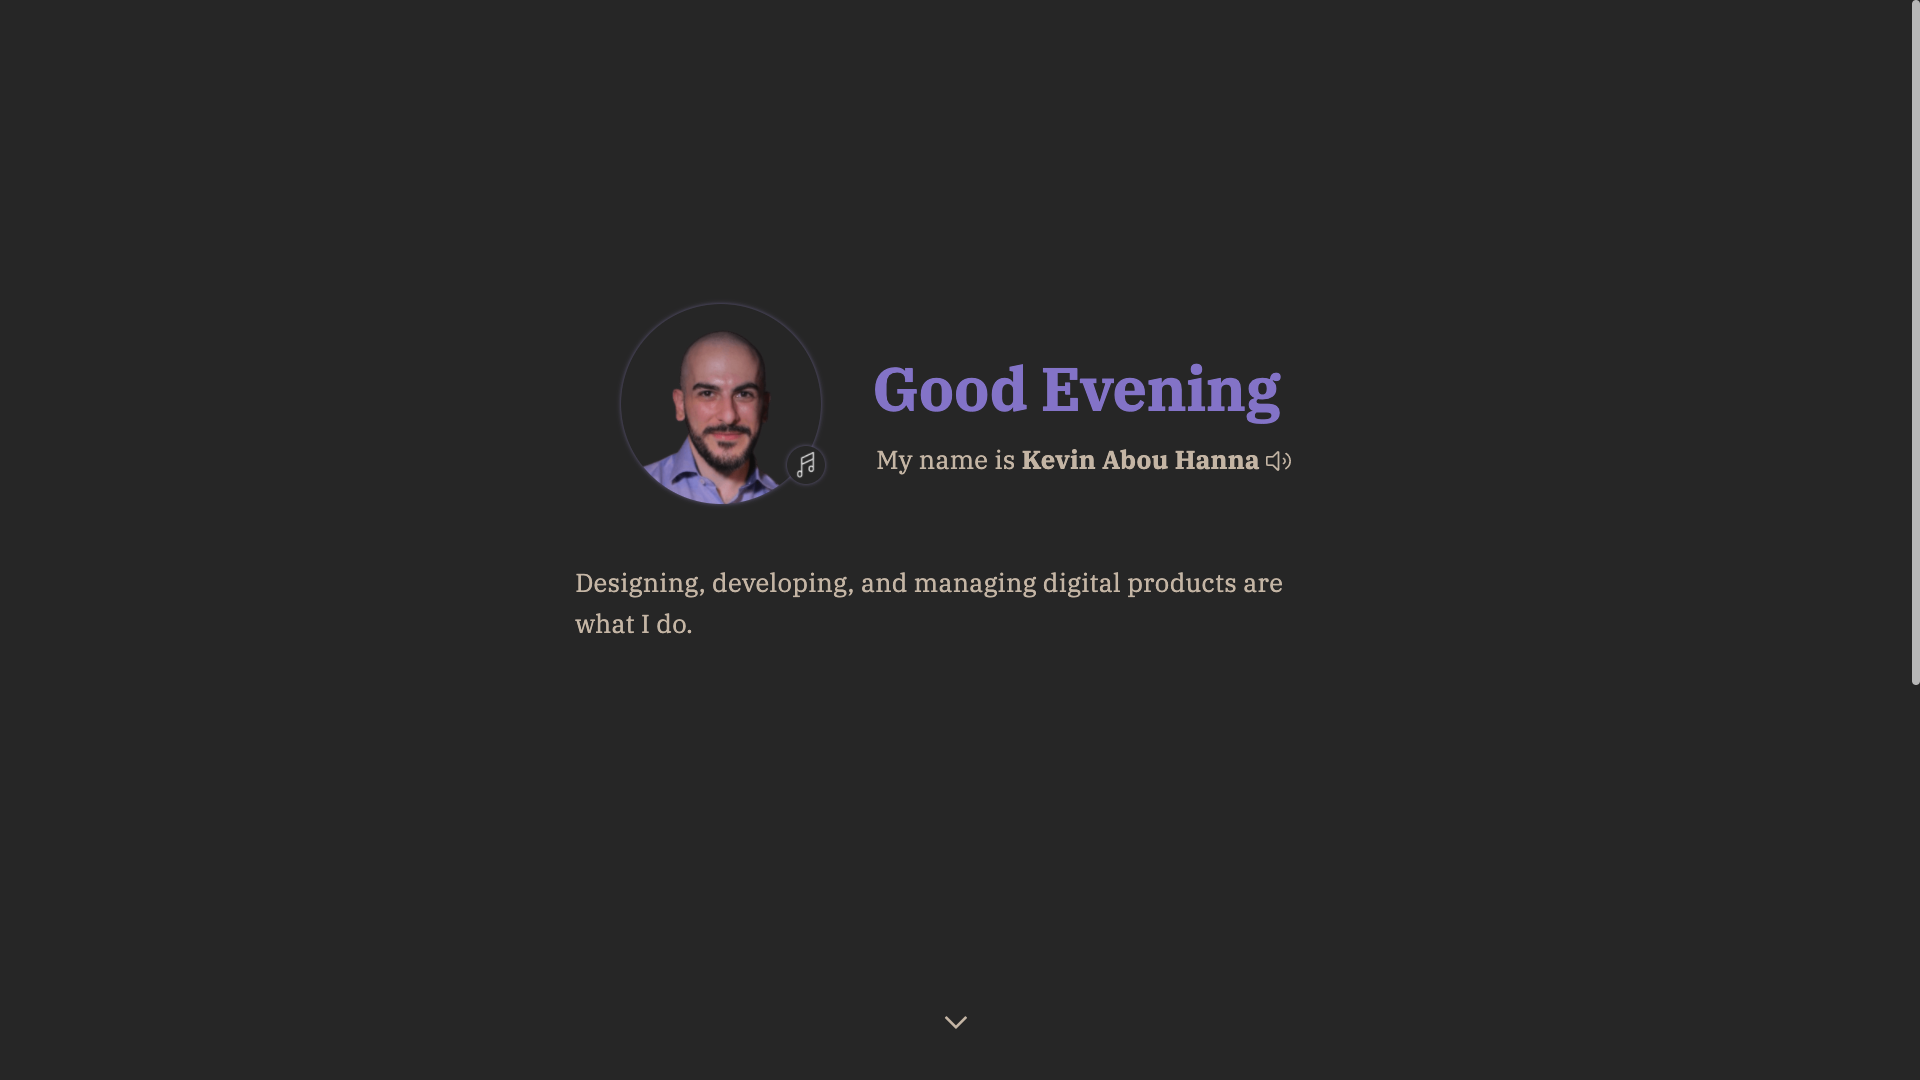 Good Evening
My name is Kevin Abou Hanna
Designing, developing, and managing digital products are
what I do.